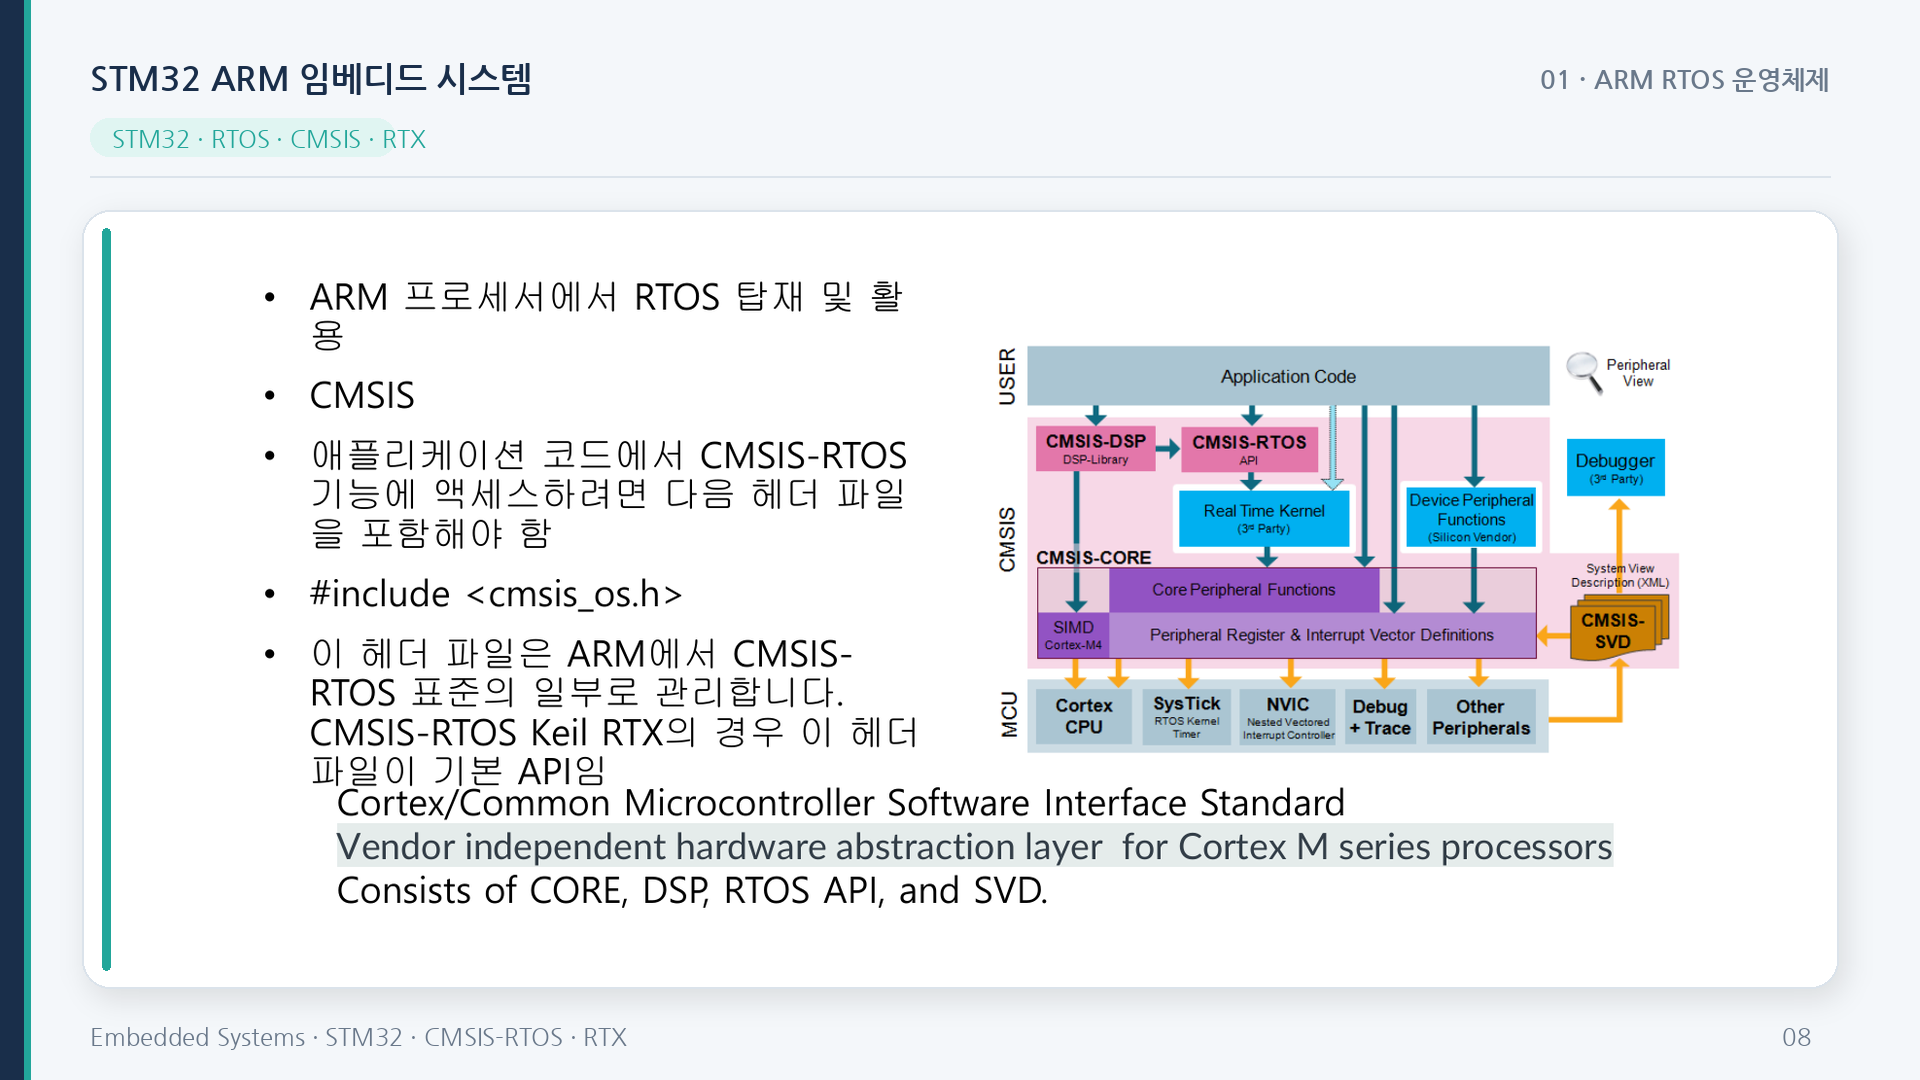 STM32 ARM 임베디드 시스템
01 · ARM RTOS 운영체제
STM32 · RTOS · CMSIS · RTX
• ARM 프로세서에서 RTOS 탑재 및 활
용
• CMSIS
• 애플리케이션 코드에서 CMSIS-RTOS
기능에 액세스하려면 다음 헤더 파일
을 포함해야 함
• #include <cmsis_os.h>
• 이 헤더 파일은 ARM에서 CMSIS-
RTOS 표준의 일부로 관리합니다.
CMSIS-RTOS Keil RTX의 경우 이 헤더
파일이 기본 API임
USER
Application Code
Peripheral
View
CMSIS
CMSIS-DSP
DSP-Library
CMSIS-RTOS
API
Real Time Kernel
(3rd Party)
Device Peripheral
Functions
(Silicon Vendor)
Debugger
(3rd Party)
CMSIS-CORE
Core Peripheral Functions
SIMD
Cortex-M4
Peripheral Register & Interrupt Vector Definitions
System View
Description (XML)
CMSIS-
SVD
MCU
Cortex
CPU
SysTick
RTOS Kernel
Timer
NVIC
Nested Vectored
Interrupt Controller
Debug
+ Trace
Other
Peripherals
Cortex/Common Microcontroller Software Interface Standard
Vendor independent hardware abstraction layer  for Cortex M series processors
Consists of CORE, DSP, RTOS API, and SVD.
Embedded Systems · STM32 · CMSIS-RTOS · RTX
08